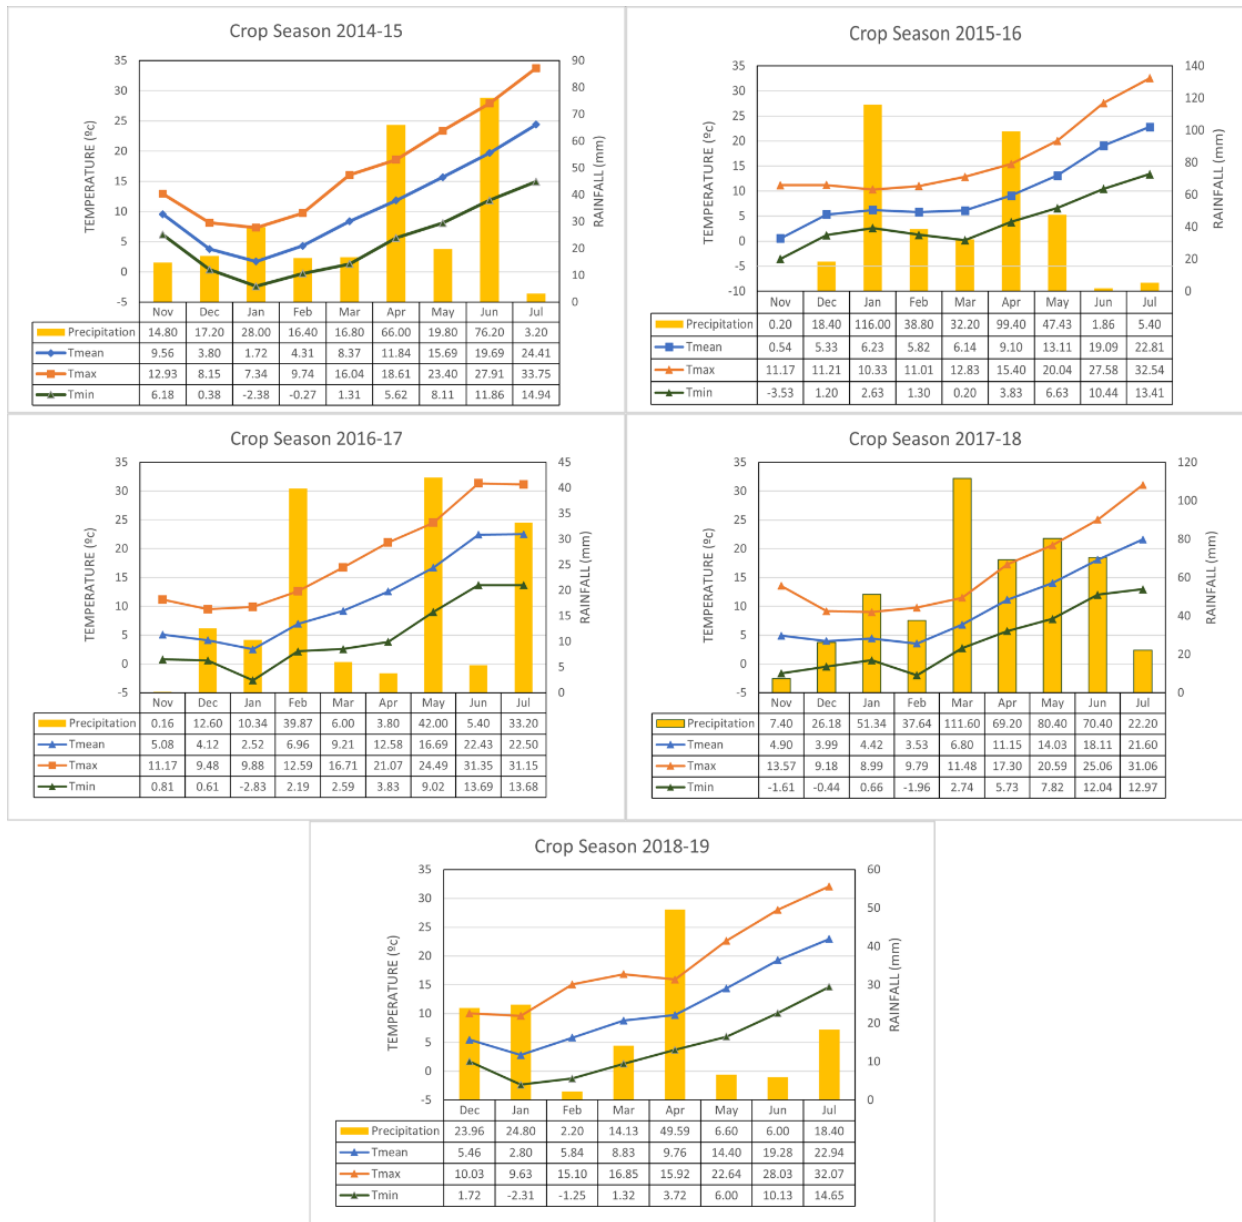 Crop Season 2014-15
TEMPERATURE (ºc)
35
30
25
20
15
10
5
0
-5
90
80
70
60
50
40
30
20
10
0
RAINFALL (mm)
Nov Dec Jan Feb Mar Apr May Jun Jul
Precipitation 14.80 17.20 28.00 16.40 16.80 66.00 19.80 76.20 3.20
Tmean 9.56 3.80 1.72 4.31 8.37 11.84 15.69 19.69 24.41
Tmax 12.93 8.15 7.34 9.74 16.04 18.61 23.40 27.91 33.75
Tmin 6.18 0.38 -2.38 -0.27 1.31 5.62 8.11 11.86 14.94
Crop Season 2015-16
TEMPERATURE (ºc)
35
30
25
20
15
10
5
0
-5
-10
140
120
100
80
60
40
20
0
RAINFALL (mm)
Nov Dec Jan Feb Mar Apr May Jun Jul
Precipitation 0.20 18.40 116.00 38.80 32.20 99.40 47.43 1.86 5.40
Tmean 0.54 5.33 6.23 5.82 6.14 9.10 13.11 19.09 22.81
Tmax 11.17 11.21 10.33 11.01 12.83 15.40 20.04 27.58 32.54
Tmin -3.53 1.20 2.63 1.30 0.20 3.83 6.63 10.44 13.41
Crop Season 2016-17
TEMPERATURE (ºc)
35
30
25
20
15
10
5
0
-5
45
40
35
30
25
20
15
10
5
0
RAINFALL (mm)
Nov Dec Jan Feb Mar Apr May Jun Jul
Precipitation 0.16 12.60 10.34 39.87 6.00 3.80 42.00 5.40 33.20
Tmean 5.08 4.12 2.52 6.96 9.21 12.58 16.69 22.43 22.50
Tmax 11.17 9.48 9.88 12.59 16.71 21.07 24.49 31.35 31.15
Tmin 0.81 0.61 -2.83 2.19 2.59 3.83 9.02 13.69 13.68
Crop Season 2017-18
TEMPERATURE (ºc)
35
30
25
20
15
10
5
0
-5
120
100
80
60
40
20
0
RAINFALL (mm)
Nov Dec Jan Feb Mar Apr May Jun Jul
Precipitation 7.40 26.18 51.34 37.64 111.60 69.20 80.40 70.40 22.20
Tmean 4.90 3.99 4.42 3.53 6.80 11.15 14.03 18.11 21.60
Tmax 13.57 9.18 8.99 9.79 11.48 17.30 20.59 25.06 31.06
Tmin -1.61 -0.44 0.66 -1.96 2.74 5.73 7.82 12.04 12.97
Crop Season 2018-19
TEMPERATURE (ºc)
35
30
25
20
15
10
5
0
-5
60
50
40
30
20
10
0
RAINFALL (mm)
Dec Jan Feb Mar Apr May Jun Jul
Precipitation 23.96 24.80 2.20 14.13 49.59 6.60 6.00 18.40
Tmean 5.46 2.80 5.84 8.83 9.76 14.40 19.28 22.94
Tmax 10.03 9.63 15.10 16.85 15.92 22.64 28.03 32.07
Tmin 1.72 -2.31 -1.25 1.32 3.72 6.00 10.13 14.65